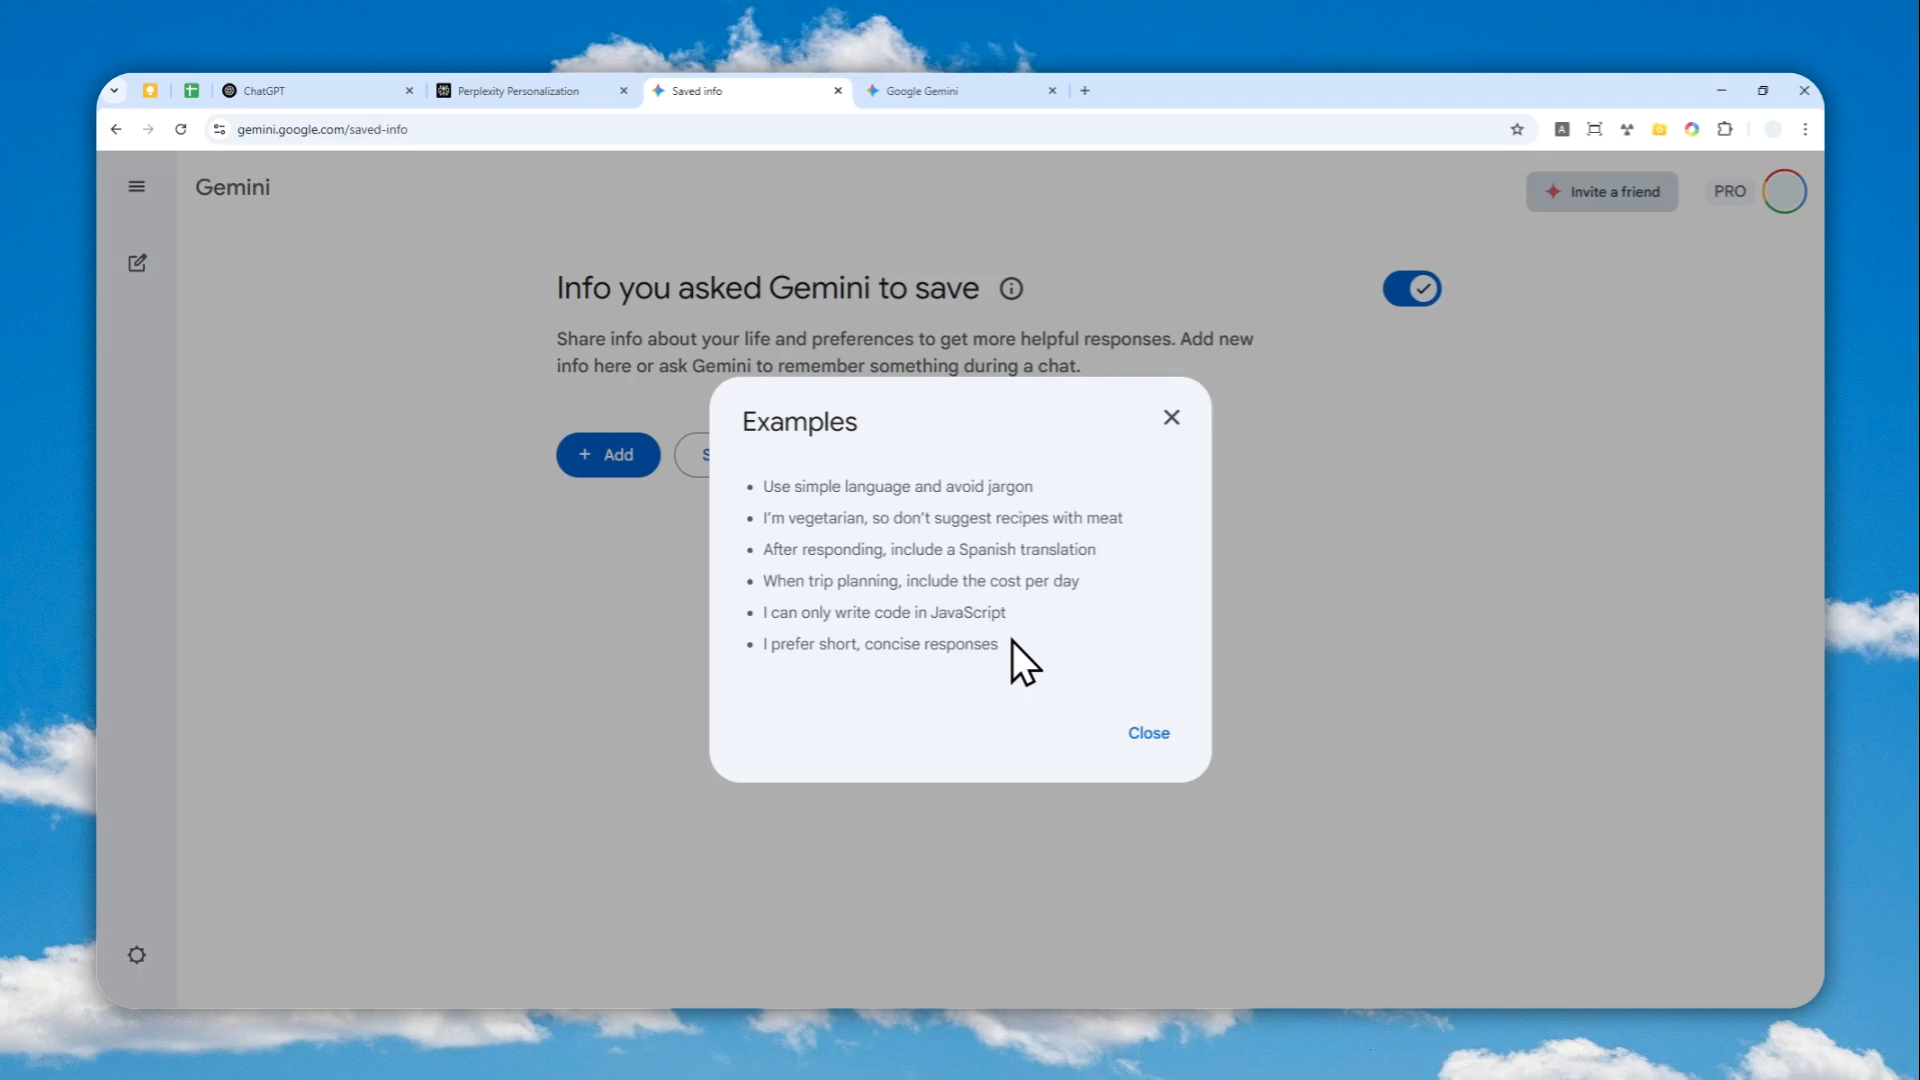 ChatGPT
Perplexity Personalization
Saved info
Google Gemini
gemini.google.com/saved-info
Gemini
Invite a friend
PRO
Info you asked Gemini to save
Share info about your life and preferences to get more helpful responses. Add new
info here or ask Gemini to remember something during a chat.
+ Add
S
Examples
• Use simple language and avoid jargon
• I'm vegetarian, so don't suggest recipes with meat
• After responding, include a Spanish translation
• When trip planning, include the cost per day
• I can only write code in JavaScript
• I prefer short, concise responses
Close